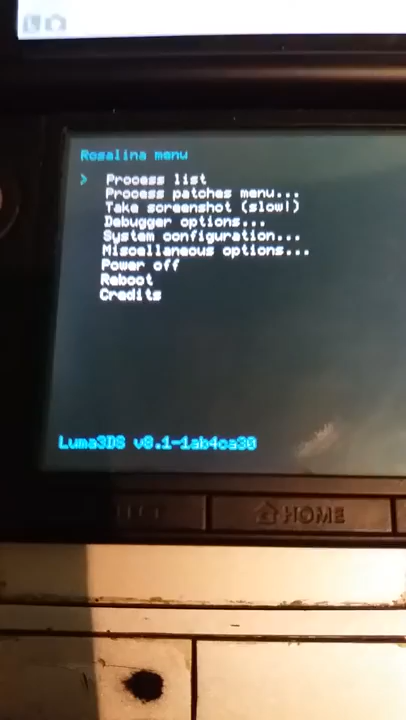 Rosalina menu
> Process list
Process patches menu...
Take screenshot (slow!)
Debugger options...
System configuration...
Miscellaneous options...
Power off
Reboot
Credits
Luma3DS v8.1-1ab4ca30
HOME